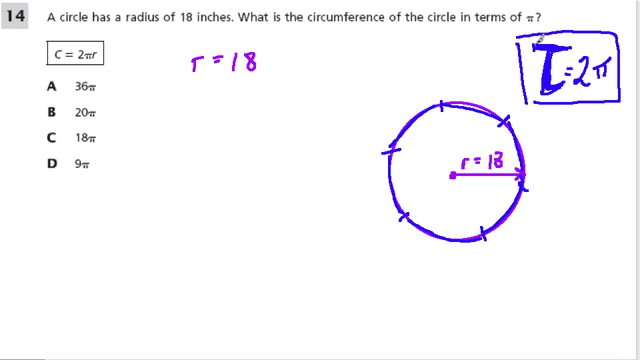 14 A circle has a radius of 18 inches. What is the circumference of the circle in terms of π?
C = 2πr
r = 18
τ = 2π
A 36π
B 20π
C 18π
D 9π
r = 18